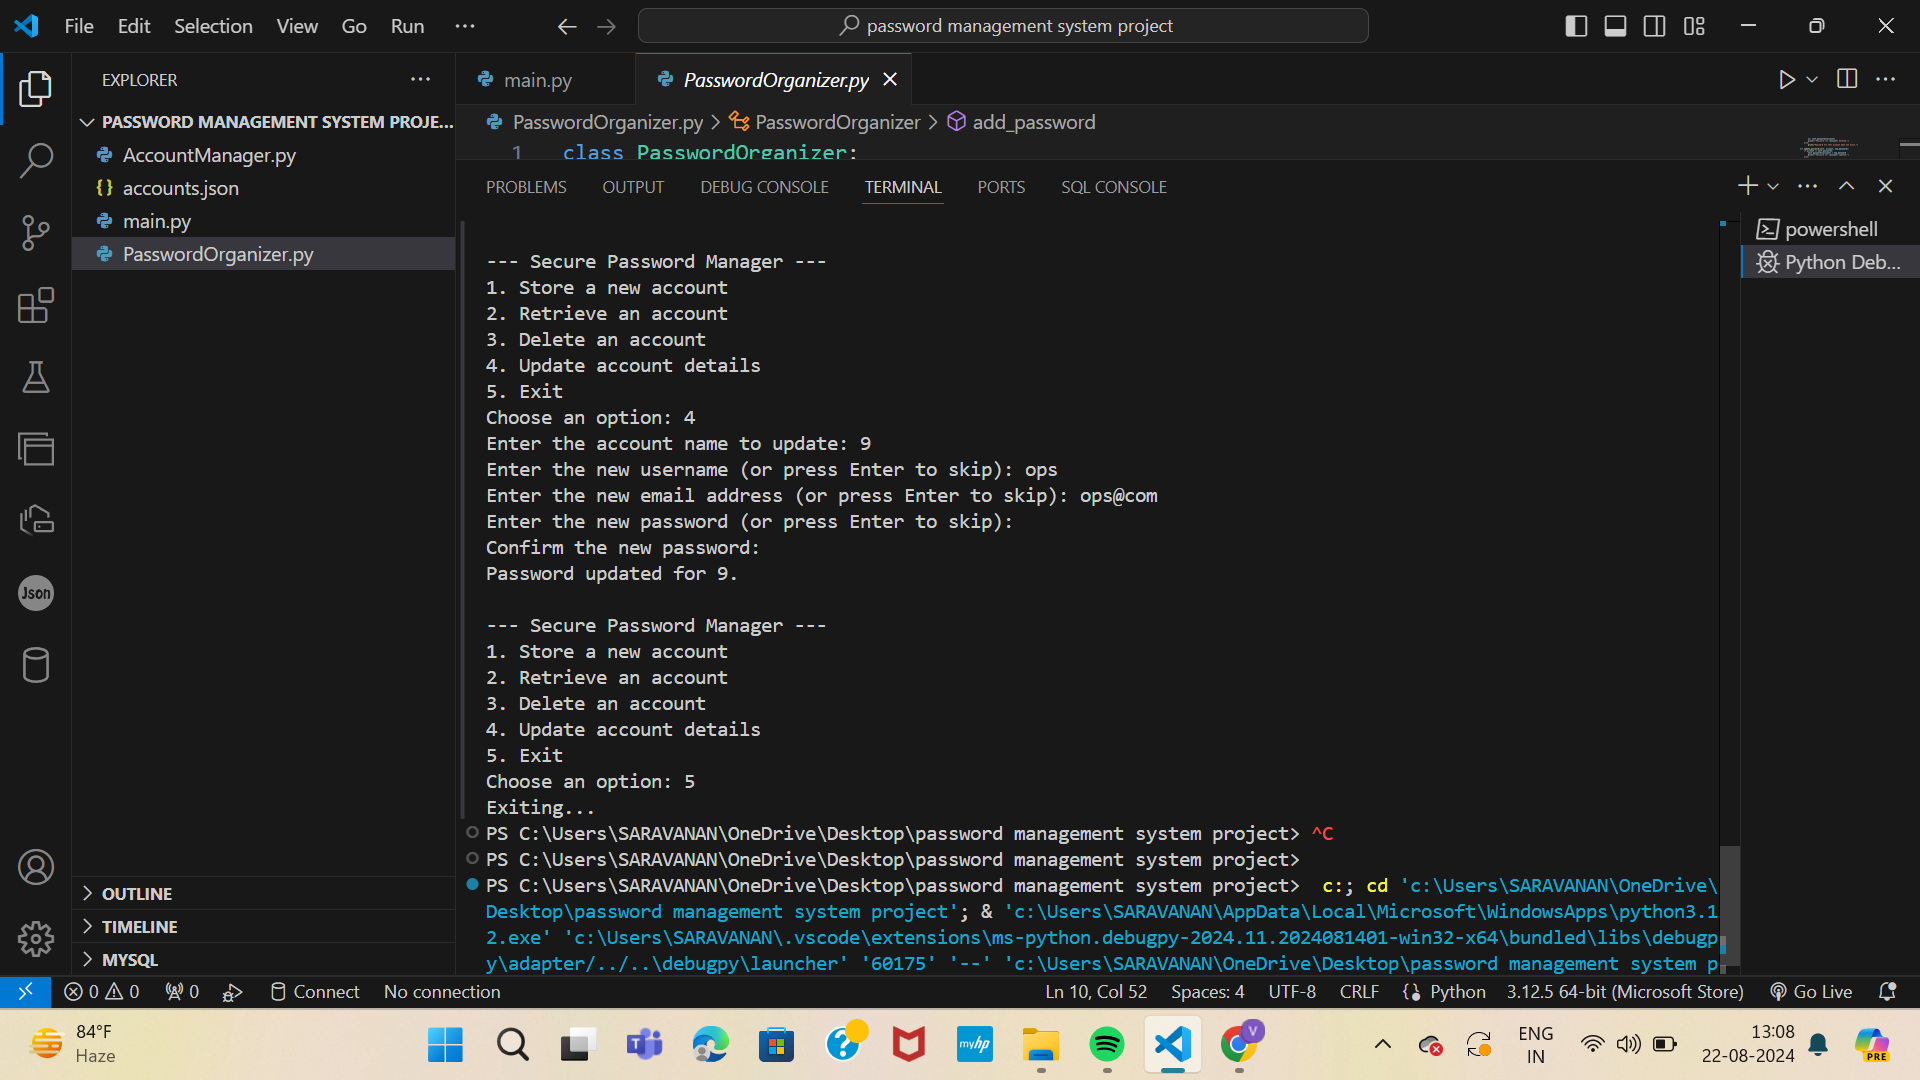 File Edit Selection View Go Run ···
password management system project
EXPLORER ···
main.py
PasswordOrganizer.py
PasswordOrganizer.py > PasswordOrganizer > add_password
1 class PasswordOrganizer:
PASSWORD MANAGEMENT SYSTEM PROJE...
AccountManager.py
{} accounts.json
main.py
PasswordOrganizer.py
PROBLEMS OUTPUT DEBUG CONSOLE TERMINAL PORTS SQL CONSOLE
powershell
Python Deb...
--- Secure Password Manager ---
1. Store a new account
2. Retrieve an account
3. Delete an account
4. Update account details
5. Exit
Choose an option: 4
Enter the account name to update: 9
Enter the new username (or press Enter to skip): ops
Enter the new email address (or press Enter to skip): ops@com
Enter the new password (or press Enter to skip):
Confirm the new password:
Password updated for 9.
--- Secure Password Manager ---
1. Store a new account
2. Retrieve an account
3. Delete an account
4. Update account details
5. Exit
Choose an option: 5
Exiting...
PS C:\Users\SARAVANAN\OneDrive\Desktop\password management system project> ^C
PS C:\Users\SARAVANAN\OneDrive\Desktop\password management system project>
PS C:\Users\SARAVANAN\OneDrive\Desktop\password management system project>  c:; cd 'c:\Users\SARAVANAN\OneDrive\
Desktop\password management system project'; & 'c:\Users\SARAVANAN\AppData\Local\Microsoft\WindowsApps\python3.1
2.exe' 'c:\Users\SARAVANAN\.vscode\extensions\ms-python.debugpy-2024.11.2024081401-win32-x64\bundled\libs\debugp
y\adapter/../..\debugpy\launcher' '60175' '--' 'c:\Users\SARAVANAN\OneDrive\Desktop\password management system p
Json
OUTLINE
TIMELINE
MYSQL
0 0 0 Connect No connection
Ln 10, Col 52 Spaces: 4 UTF-8 CRLF Python 3.12.5 64-bit (Microsoft Store) Go Live
84°F
Haze
myhp
V
ENG
IN
13:08
22-08-2024
PRE